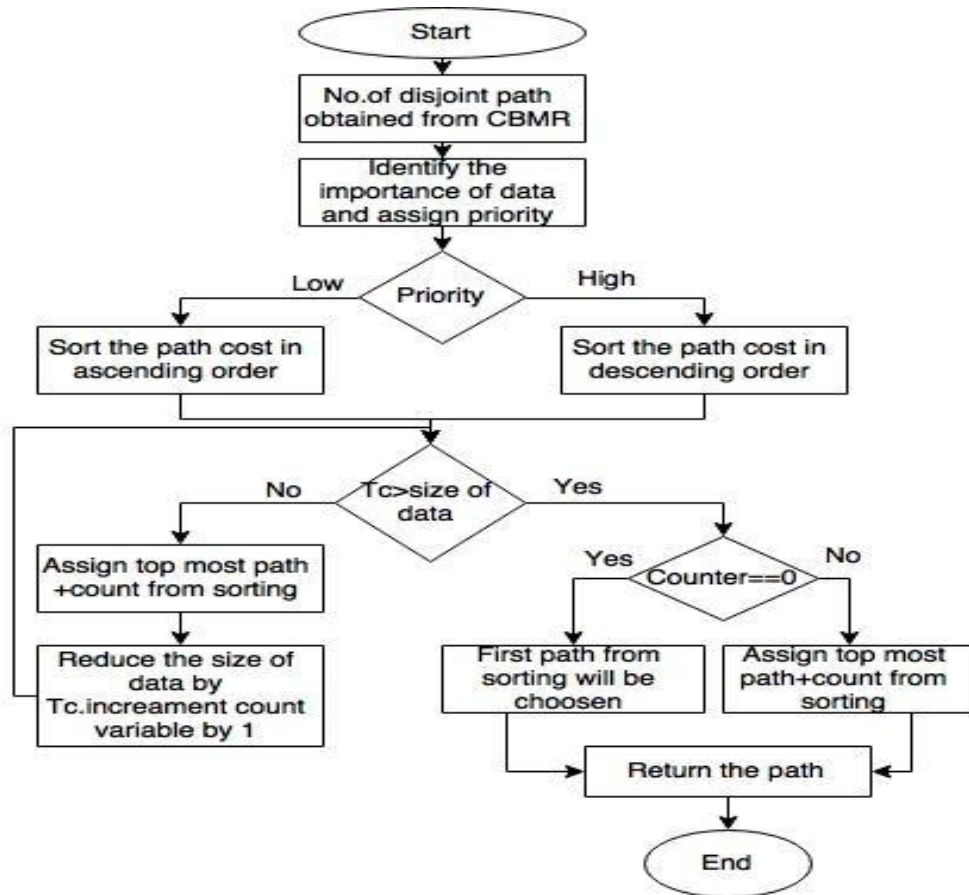 Start
No.of disjoint path
obtained from CBMR
Identify the
importance of data
and assign priority
Low
Priority
High
Sort the path cost in
ascending order
Sort the path cost in
descending order
No
Tc>size of
data
Yes
Assign top most path
+count from sorting
Yes
Counter==0
No
Reduce the size of
data by
Tc.increament count
variable by 1
First path from
sorting will be
choosen
Assign top most
path+count from
sorting
Return the path
End